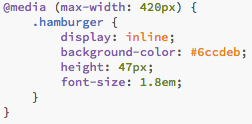 @media (max-width: 420px) {
    .hamburger {
        display: inline;
        background-color: #6ccdeb;
        height: 47px;
        font-size: 1.8em;
    }
}